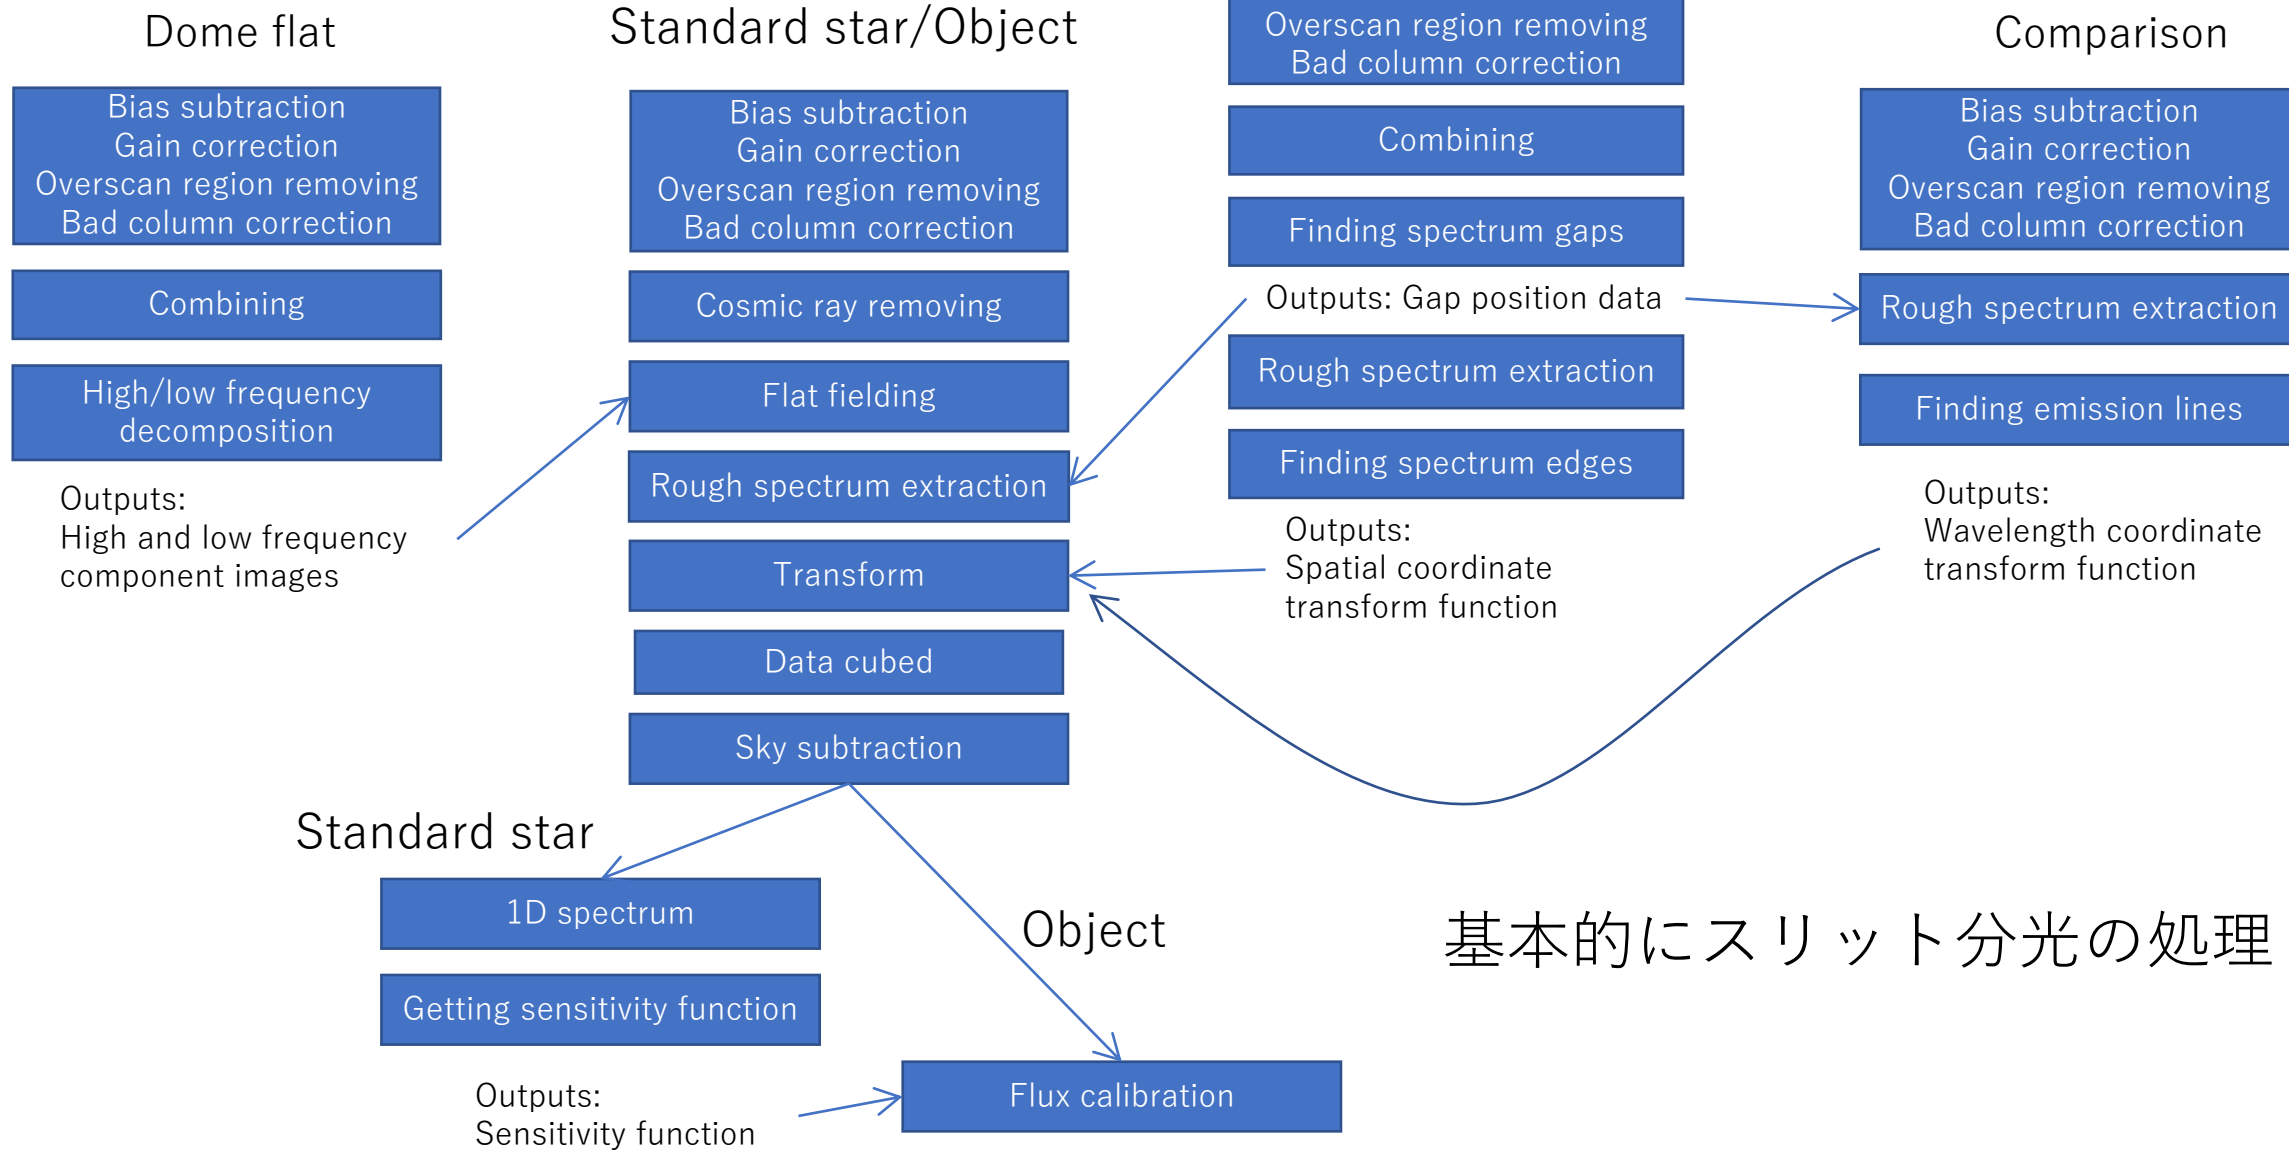 Dome flat
Bias subtraction
Gain correction
Overscan region removing
Bad column correction
Combining
High/low frequency
decomposition
Outputs:
High and low frequency
component images
Standard star/Object
Bias subtraction
Gain correction
Overscan region removing
Bad column correction
Cosmic ray removing
Flat fielding
Rough spectrum extraction
Transform
Data cubed
Sky subtraction
Overscan region removing
Bad column correction
Combining
Finding spectrum gaps
Outputs: Gap position data
Rough spectrum extraction
Finding spectrum edges
Outputs:
Spatial coordinate
transform function
Comparison
Bias subtraction
Gain correction
Overscan region removing
Bad column correction
Rough spectrum extraction
Finding emission lines
Outputs:
Wavelength coordinate
transform function
Standard star
1D spectrum
Getting sensitivity function
Outputs:
Sensitivity function
Object
Flux calibration
基本的にスリット分光の処理